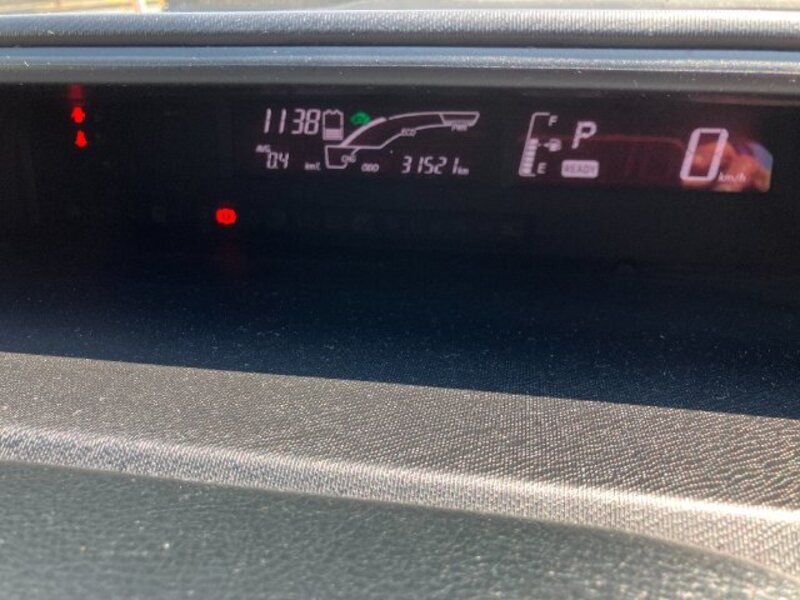 1138
ECO
PWR
AVG 0.4 km/L
CHG
ODO 31521 km
F
E
P
READY
0 km/h